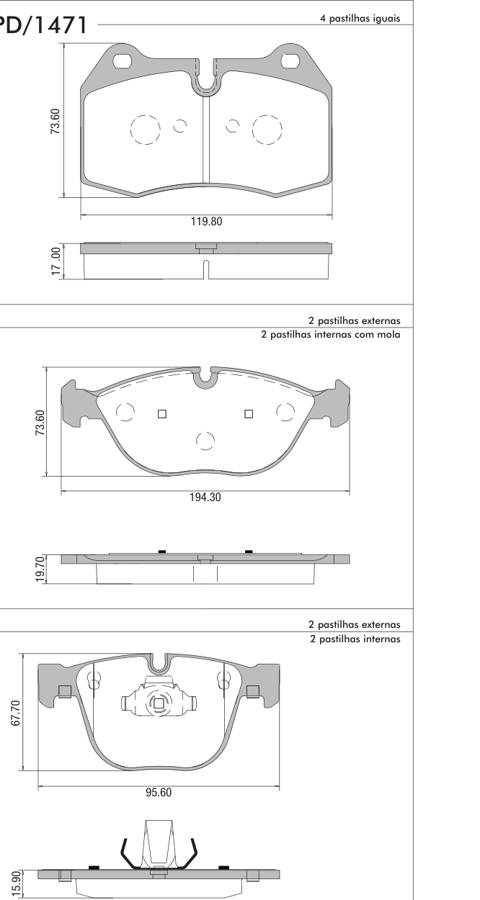 PD/1471
4 pastilhas iguais
73.60
119.80
17.00
2 pastilhas externas
2 pastilhas internas com mola
73.60
194.30
19.70
2 pastilhas externas
2 pastilhas internas
67.70
95.60
15.90